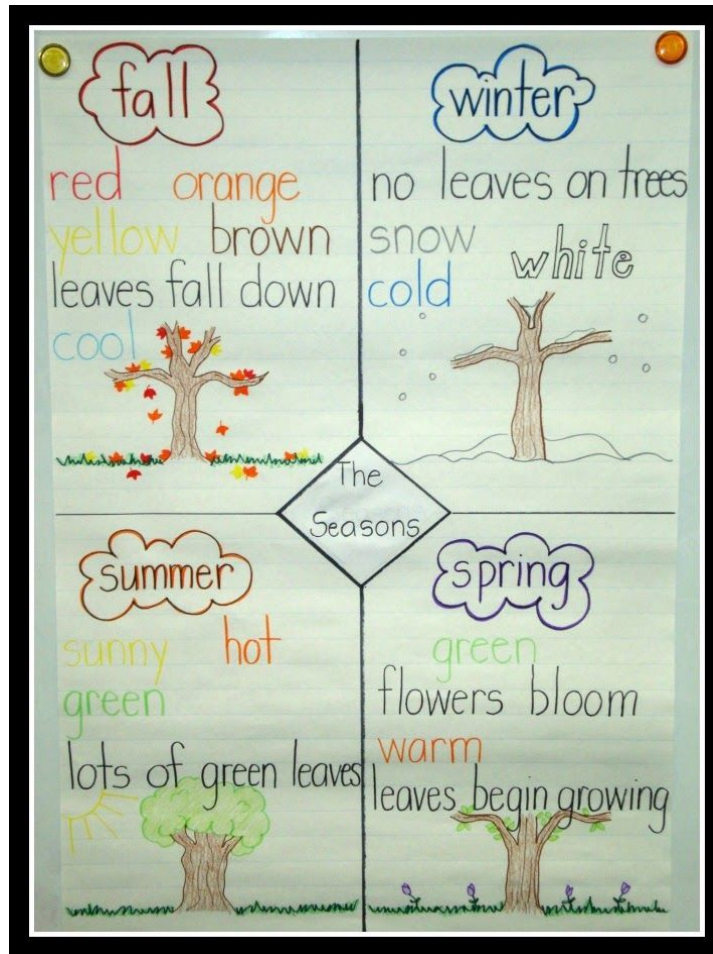 fall
red orange
yellow brown
leaves fall down
cool
winter
no leaves on trees
snow white
cold
The
Seasons
summer
sunny hot
green
lots of green leaves
spring
green
flowers bloom
warm
leaves begin growing